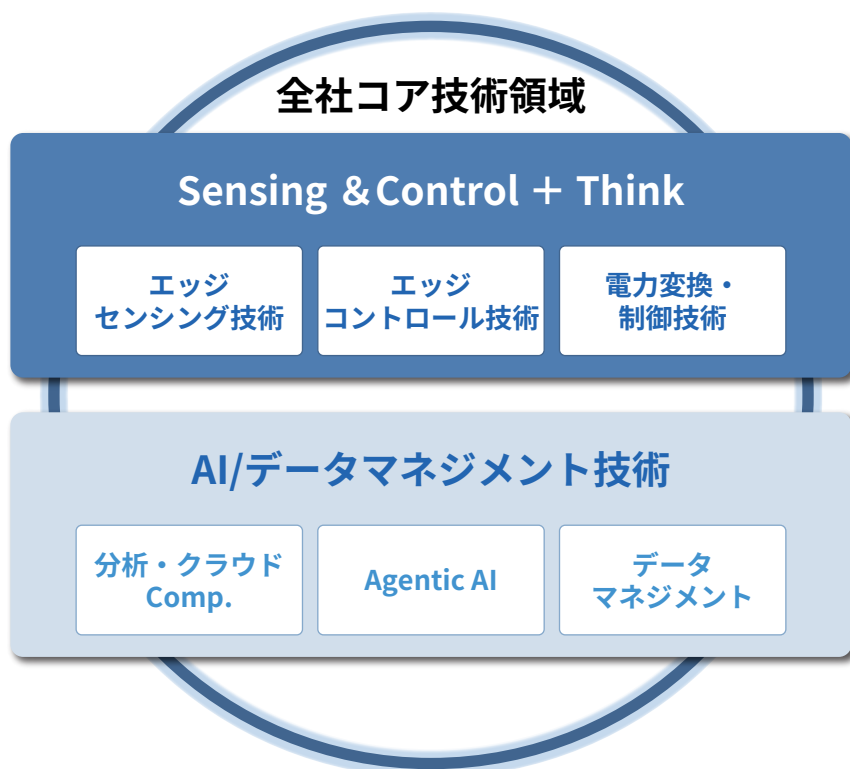 全社コア技術領域
Sensing ＆Control ＋ Think
エッジ
センシング技術
エッジ
コントロール技術
電力変換・
制御技術
AI/データマネジメント技術
分析・クラウド
Comp.
Agentic AI
データ
マネジメント